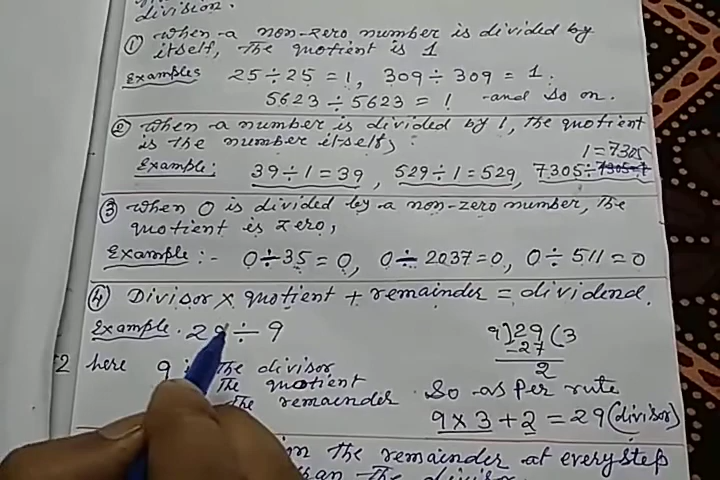 division.
① When a non-zero number is divided by
itself, the quotient is 1
Examples 25÷25 = 1, 309÷309 = 1.
5623÷5623 = 1 and so on.
② When a number is divided by 1, the quotient
is the number itself,
1=7305
Example: 39÷1=39, 529÷1=529, 7305÷
③ When 0 is divided by a non-zero number, the
quotient is zero,
Example:- 0÷35=0, 0÷2037=0, 0÷511=0
④ Divisor x quotient + remainder = dividend.
Example. 29÷9 9)29(3
-27
2
2 here 9 the divisor
the quotient So as per rule
the remainder 9x3+2=29(divisor)
the remainder at every step
the divisor